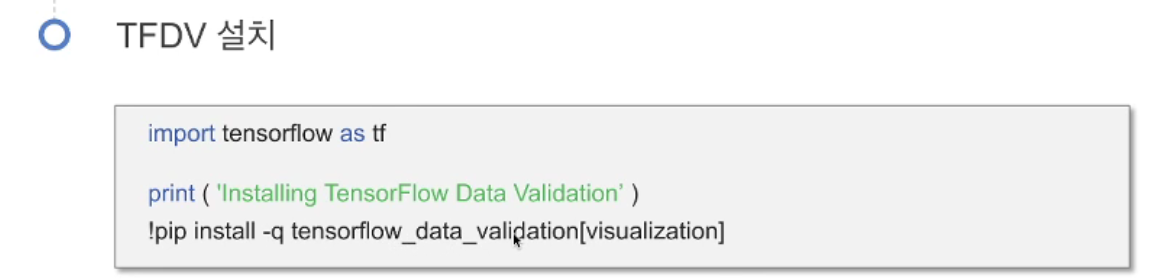 TFDV 설치
import tensorflow as tf
print ( 'Installing TensorFlow Data Validation’ )
!pip install -q tensorflow_data_validation[visualization]